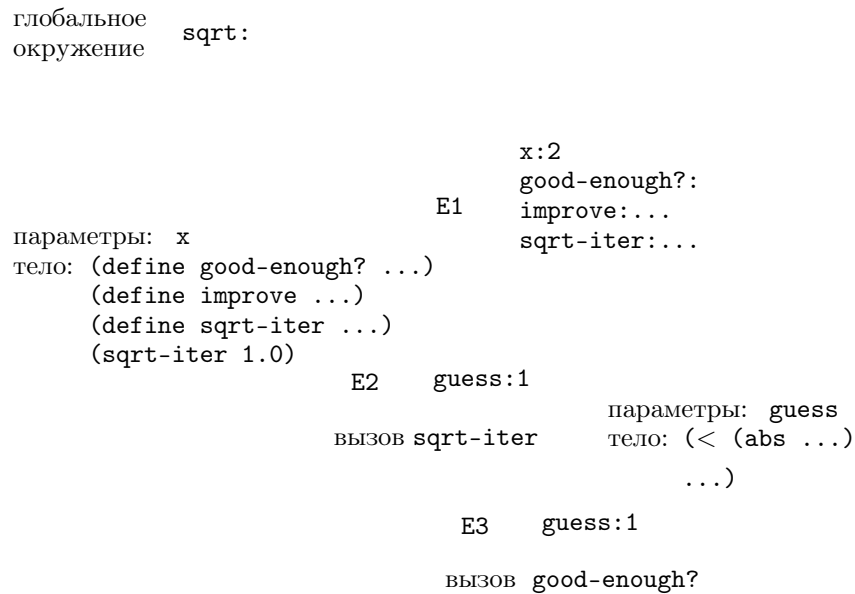 глобальное
окружение
sqrt:
x:2
good-enough?:
E1
improve:...
sqrt-iter:...
параметры: x
тело: (define good-enough? ...)
(define improve ...)
(define sqrt-iter ...)
(sqrt-iter 1.0)
E2 guess:1
вызов sqrt-iter
параметры: guess
тело: (< (abs ...)
...)
E3 guess:1
вызов good-enough?